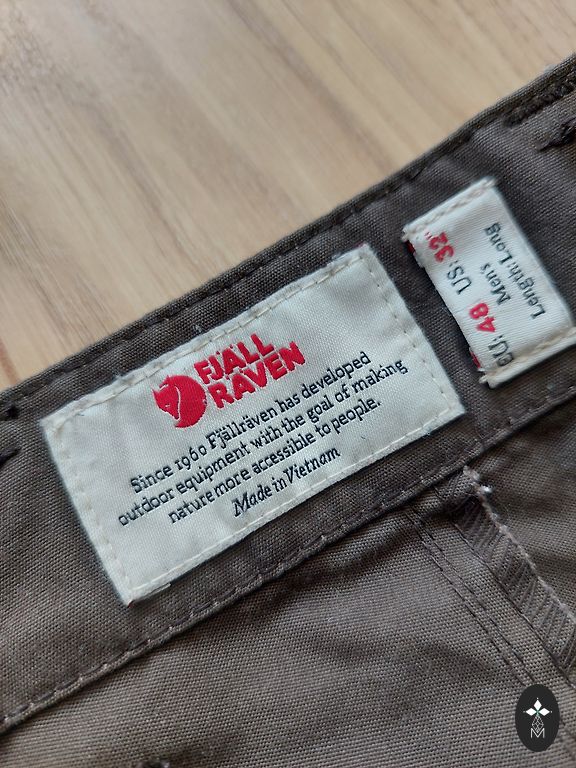 FJÄLL
RÄVEN
Since 1960 Fjällräven has developed
outdoor equipment with the goal of making
nature more accessible to people.
Made in Vietnam
EU: 48 US: 32"
Men's
Length: Long
M